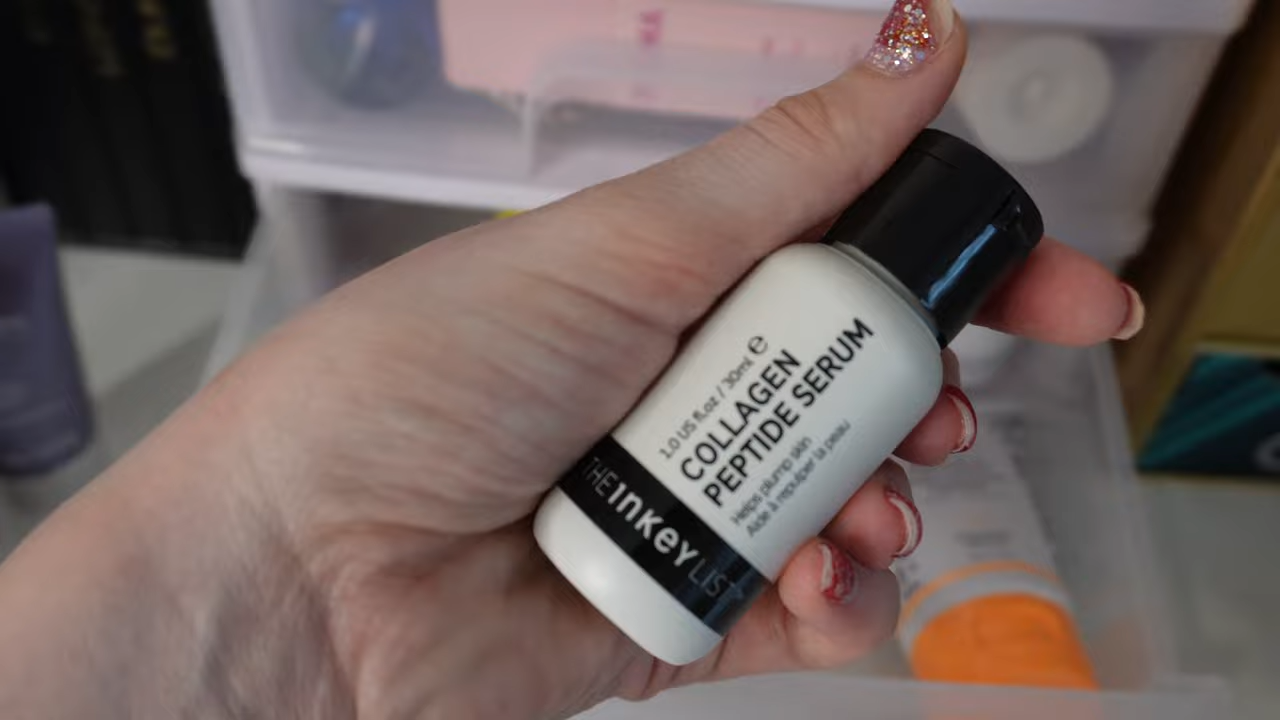 1.0 US fl.oz / 30ml ℮
COLLAGEN
PEPTIDE SERUM
Helps plump skin
Aide à repulper la peau
THE INKEY LIST